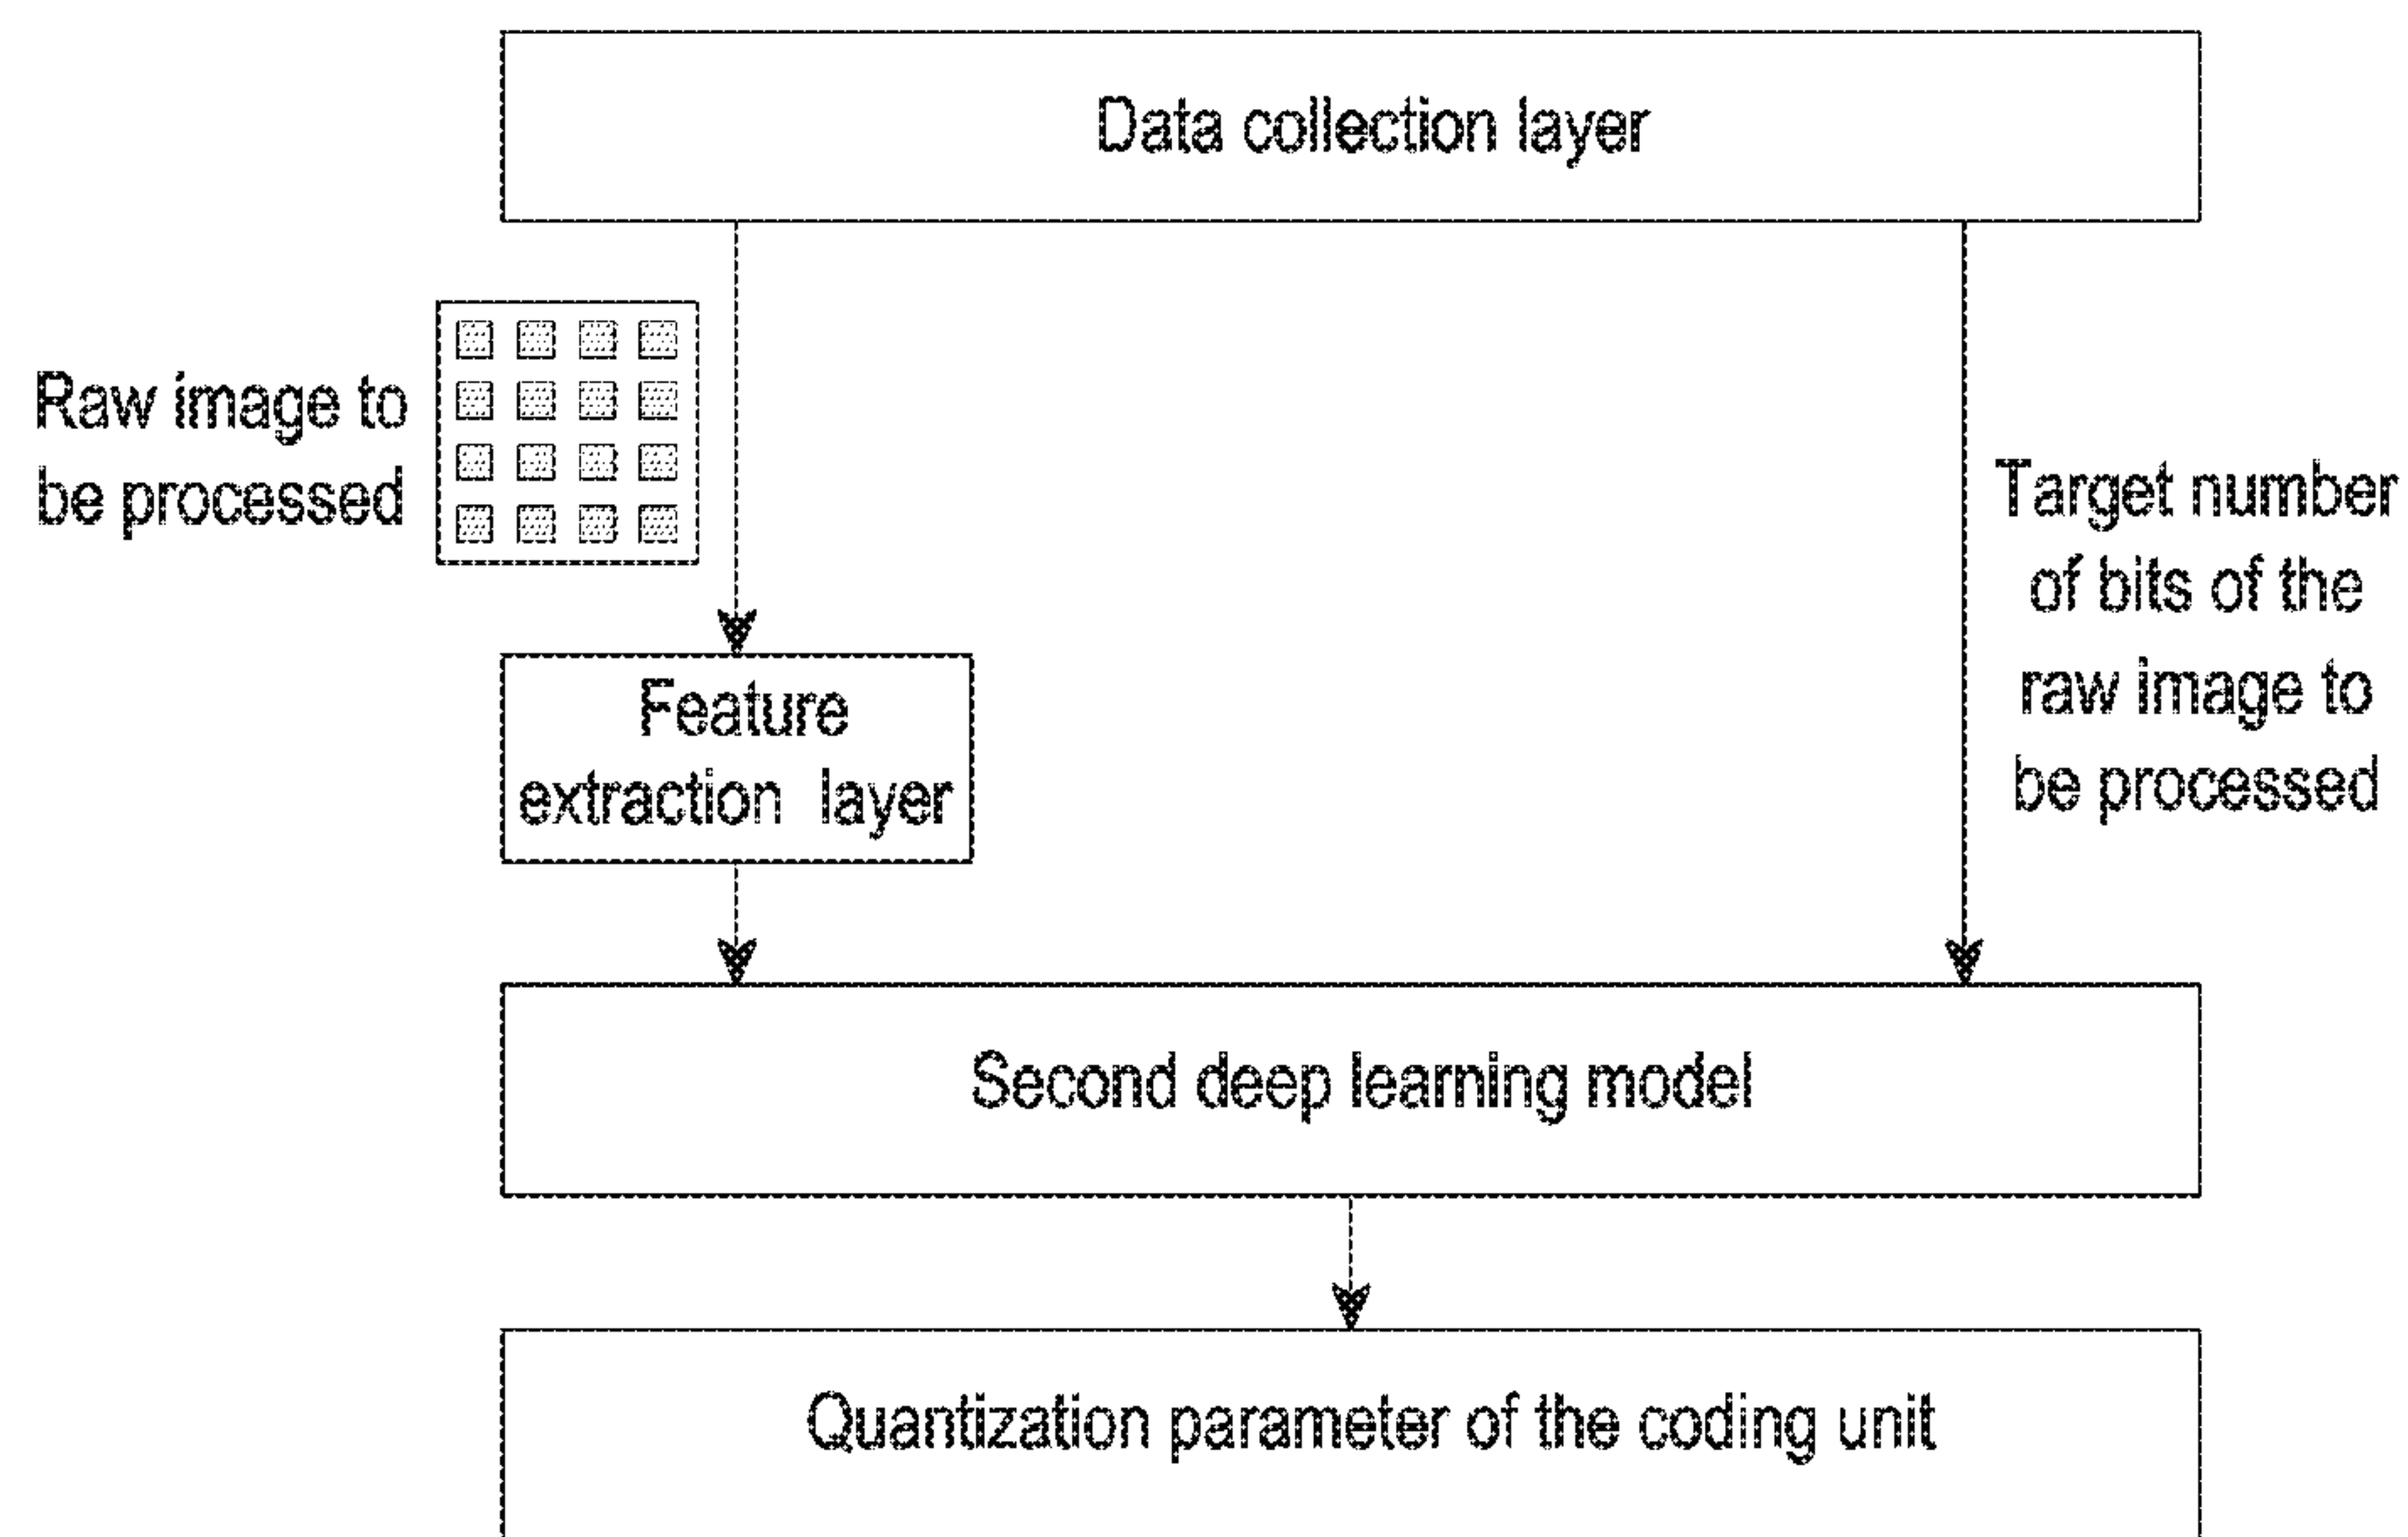 Data collection layer
Raw image to
be processed
Target number
of bits of the
raw image to
be processed
Feature
extraction layer
Second deep learning model
Quantization parameter of the coding unit